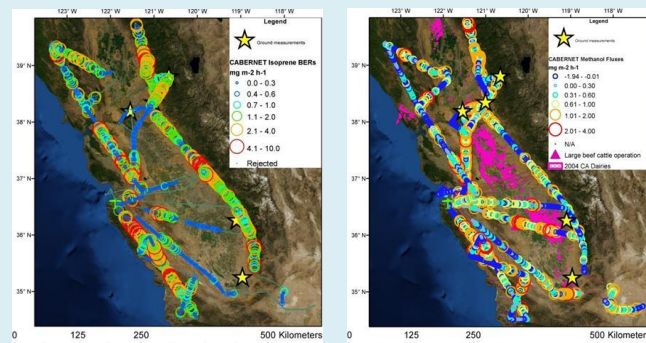 123° W 122° W 121° W 120° W 119° W 118° W
Legend
Ground measurements
CABERNET Isoprene BERs
mg m-2 h-1
0.0 - 0.3
0.4 - 0.6
0.7 - 1.0
1.1 - 2.0
2.1 - 4.0
4.1 - 10.0
Rejected
39° N
38° N
37° N
36° N
35° N
0 125 250 500 Kilometers
123° W 122° W 121° W 120° W 119° W 118° W
Legend
Ground measurements
CABERNET Methanol Fluxes
mg m-2 h-1
-1.94 - -0.01
0.00 - 0.30
0.31 - 0.60
0.61 - 1.00
1.01 - 2.00
2.01 - 4.00
N/A
Large beef cattle operation
2004 CA Dairies
39° N
38° N
37° N
36° N
35° N
0 125 250 500 Kilometers